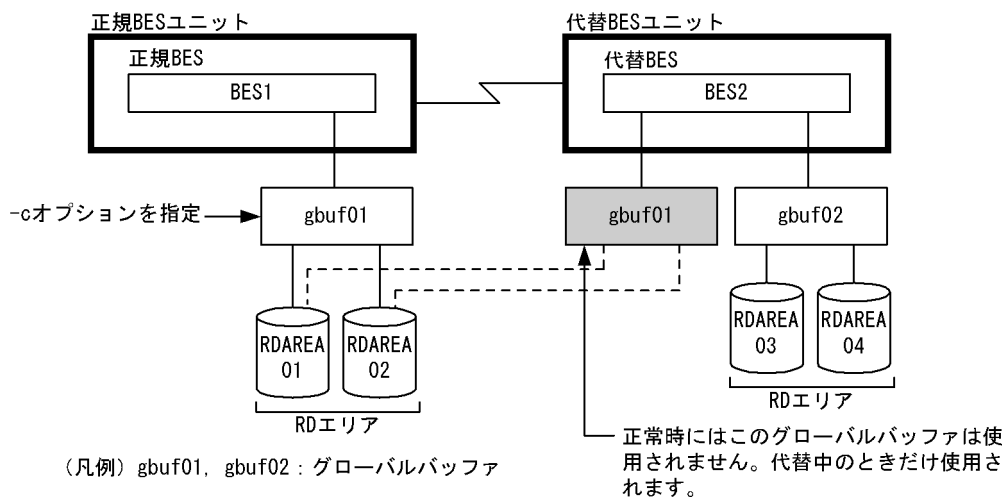 正規BESユニット
代替BESユニット
正規BES
代替BES
BES1
BES2
-cオプションを指定
gbuf01
gbuf01
gbuf02
RDAREA
01
RDAREA
02
RDAREA
03
RDAREA
04
RDエリア
RDエリア
正常時にはこのグローバルバッファは使
用されません。代替中のときだけ使用さ
れます。
（凡例）gbuf01, gbuf02：グローバルバッファ